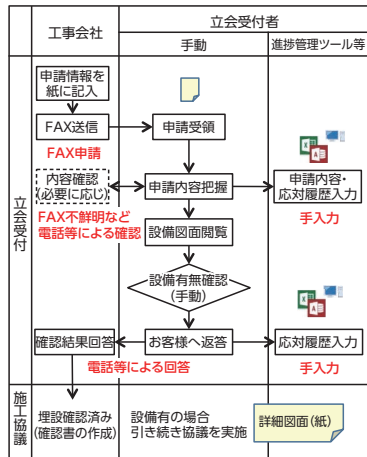 工事会社
立会受付者
手動
進捗管理ツール等
立会受付
申請情報を
紙に記入
FAX送信
申請受領
FAX申請
内容確認
(必要に応じ)
申請内容把握
申請内容・
応対履歴入力
FAX不鮮明など
電話等による確認
手入力
設備図面閲覧
設備有無確認
(手動)
確認結果回答
お客様へ返答
応対履歴入力
電話等による回答
手入力
施工協議
埋設確認済み
(確認書の作成)
設備有の場合
引き続き協議を実施
詳細図面(紙)